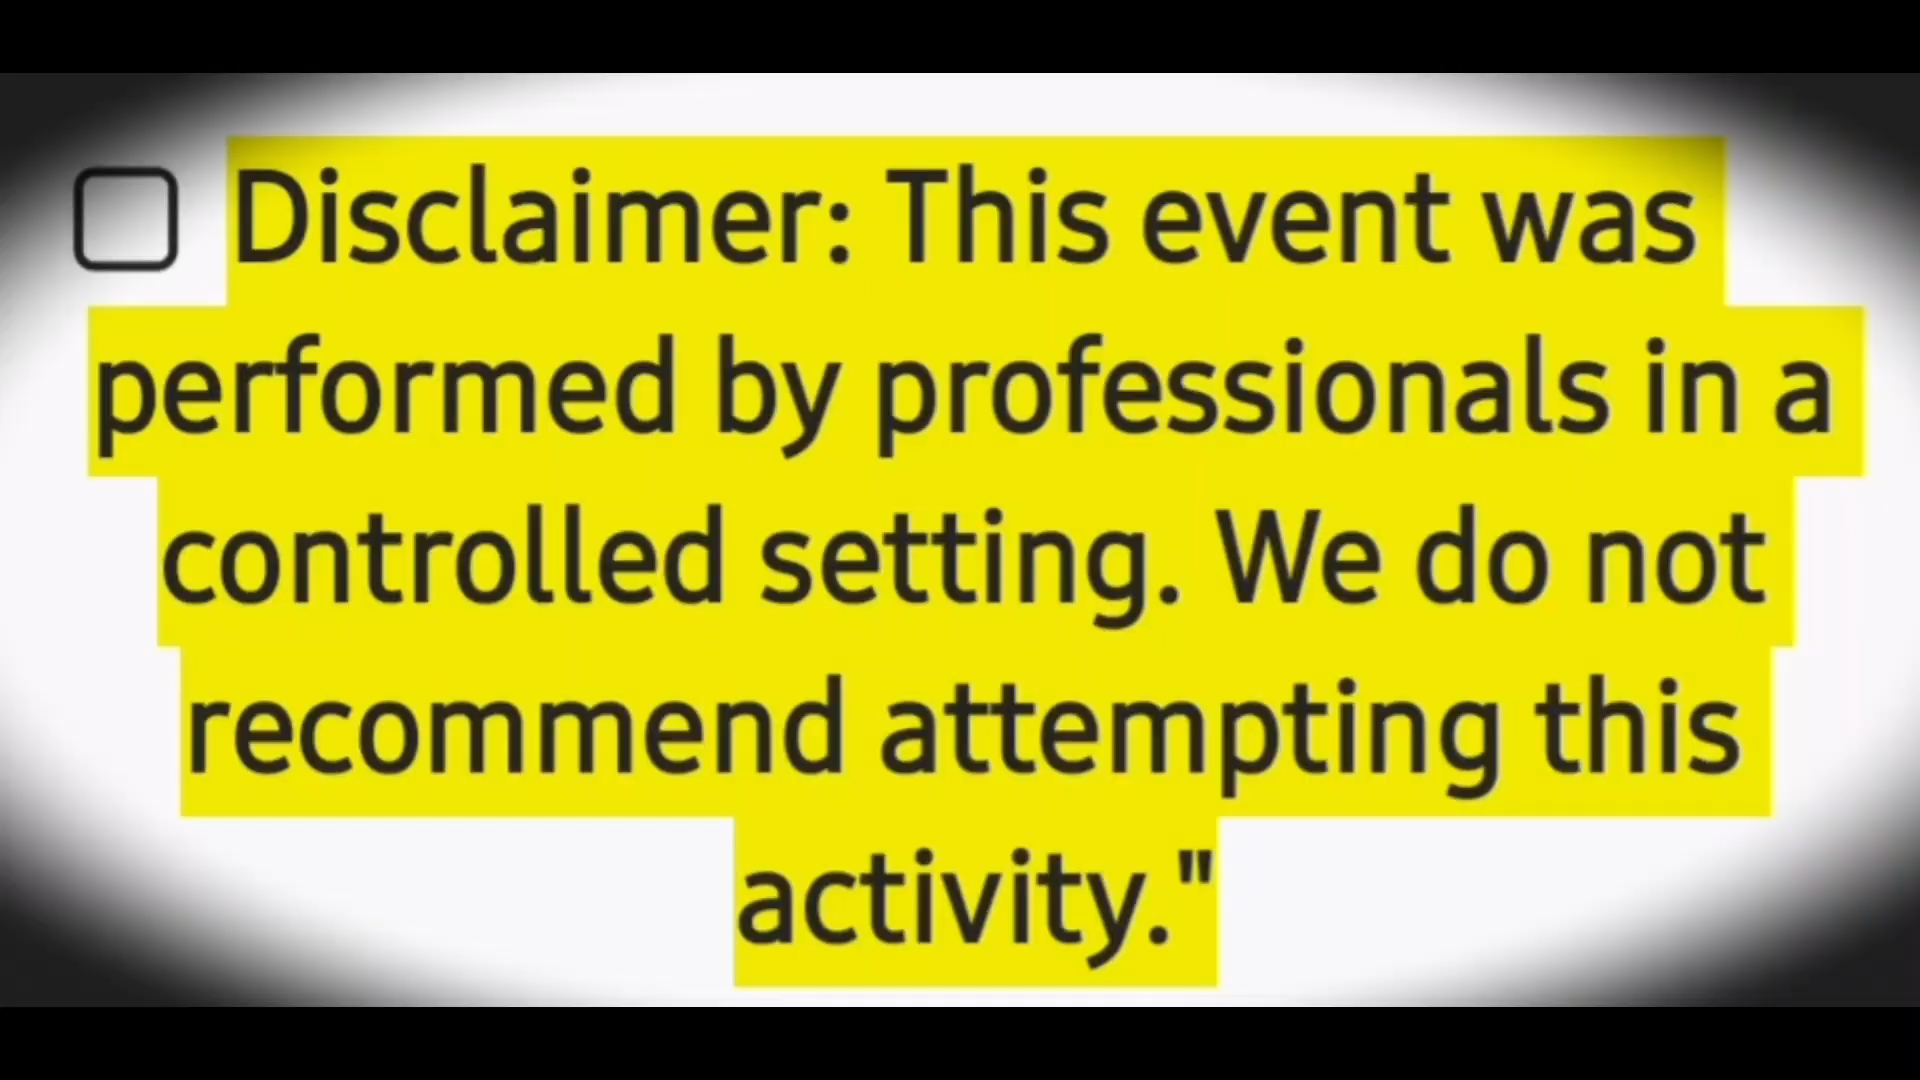 ☐ Disclaimer: This event was
performed by professionals in a
controlled setting. We do not
recommend attempting this
activity."